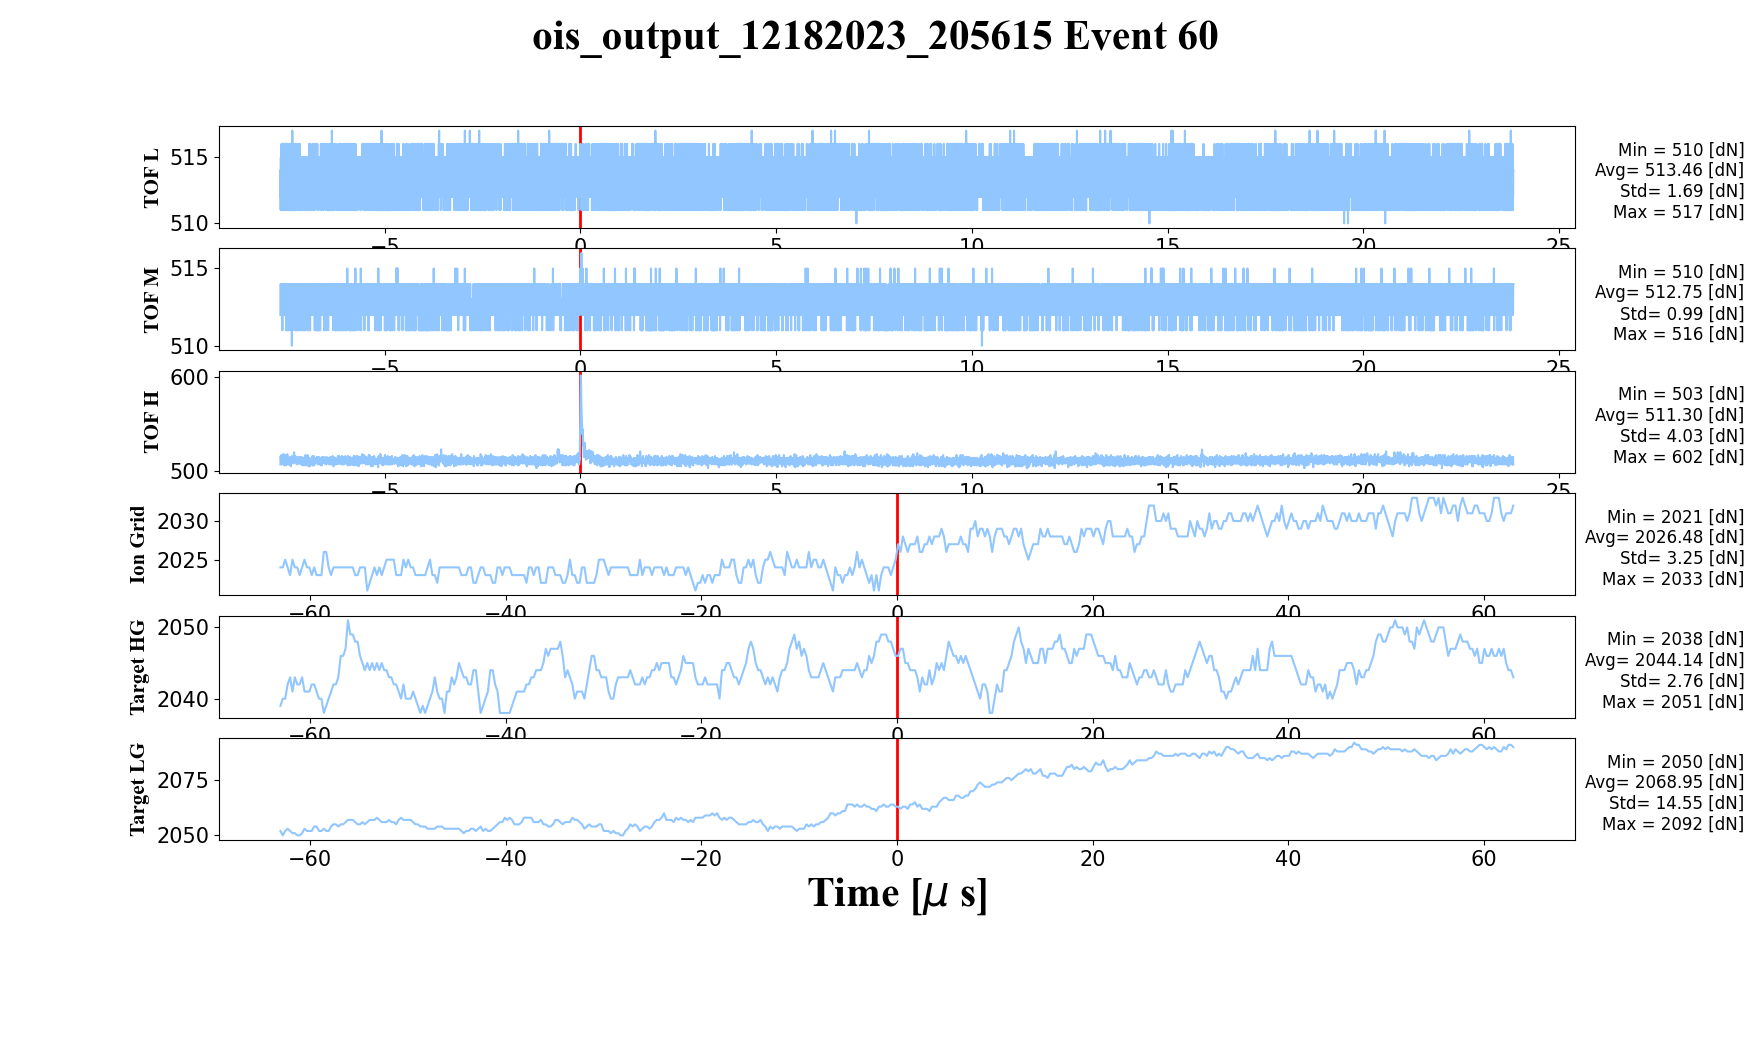 ois_output_12182023_205615 Event 60
TOF L
515
510
−5 0 5 10 15 20 25
Min = 510 [dN]
Avg= 513.46 [dN]
Std= 1.69 [dN]
Max = 517 [dN]
TOF M
515
510
−5 0 5 10 15 20 25
Min = 510 [dN]
Avg= 512.75 [dN]
Std= 0.99 [dN]
Max = 516 [dN]
TOF H
600
500
−5 0 5 10 15 20 25
Min = 503 [dN]
Avg= 511.30 [dN]
Std= 4.03 [dN]
Max = 602 [dN]
Ion Grid
2030
2025
−60 −40 −20 0 20 40 60
Min = 2021 [dN]
Avg= 2026.48 [dN]
Std= 3.25 [dN]
Max = 2033 [dN]
Target HG
2050
2040
−60 −40 −20 0 20 40 60
Min = 2038 [dN]
Avg= 2044.14 [dN]
Std= 2.76 [dN]
Max = 2051 [dN]
Target LG
2075
2050
−60 −40 −20 0 20 40 60
Min = 2050 [dN]
Avg= 2068.95 [dN]
Std= 14.55 [dN]
Max = 2092 [dN]
Time [μ s]